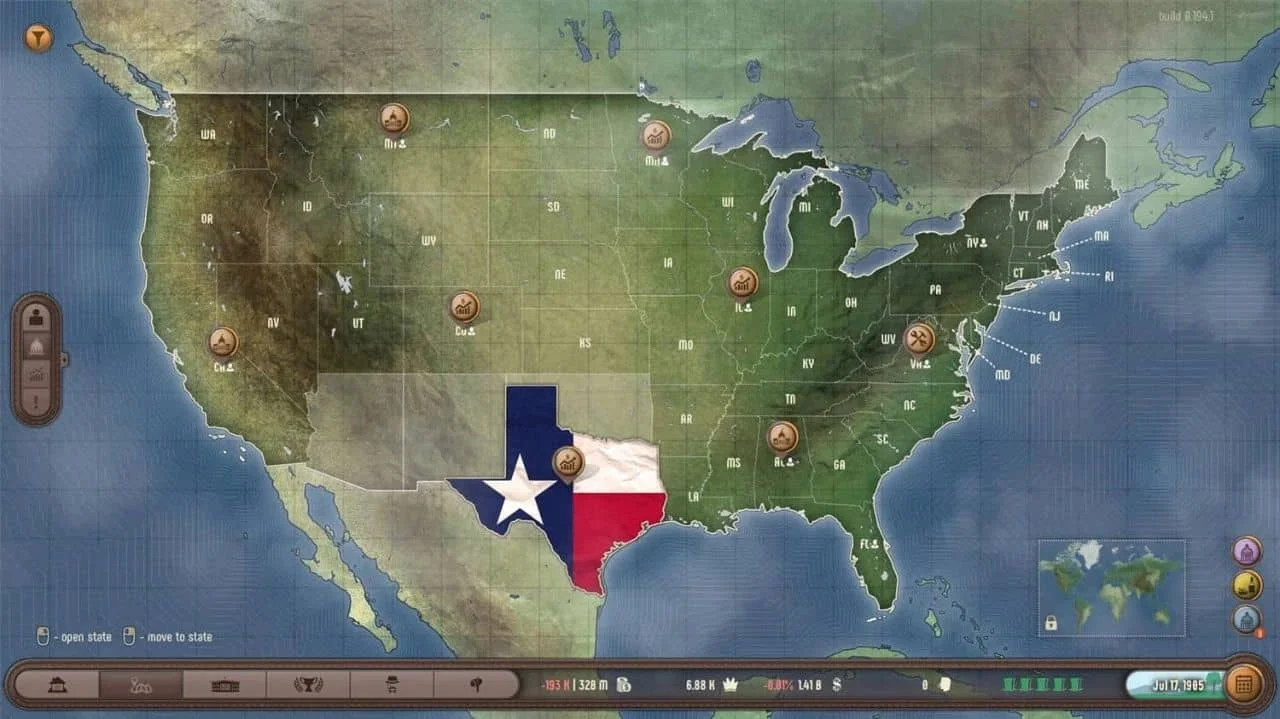 build 0.194.1
WA
MT
ND
MN
ME
OR
ID
SD
WI
MI
VT
NH
WY
NY
MA
IA
CT
RI
NE
PA
NV
UT
CO
IL
IN
OH
NJ
CA
KS
MO
WV
VA
DE
KY
MD
TN
NC
AR
SC
MS
AL
GA
LA
FL
- open state
- move to state
-193 K | 328 M
6.88 K
-0.01% 1.41 B $
0
Jul 17, 1905